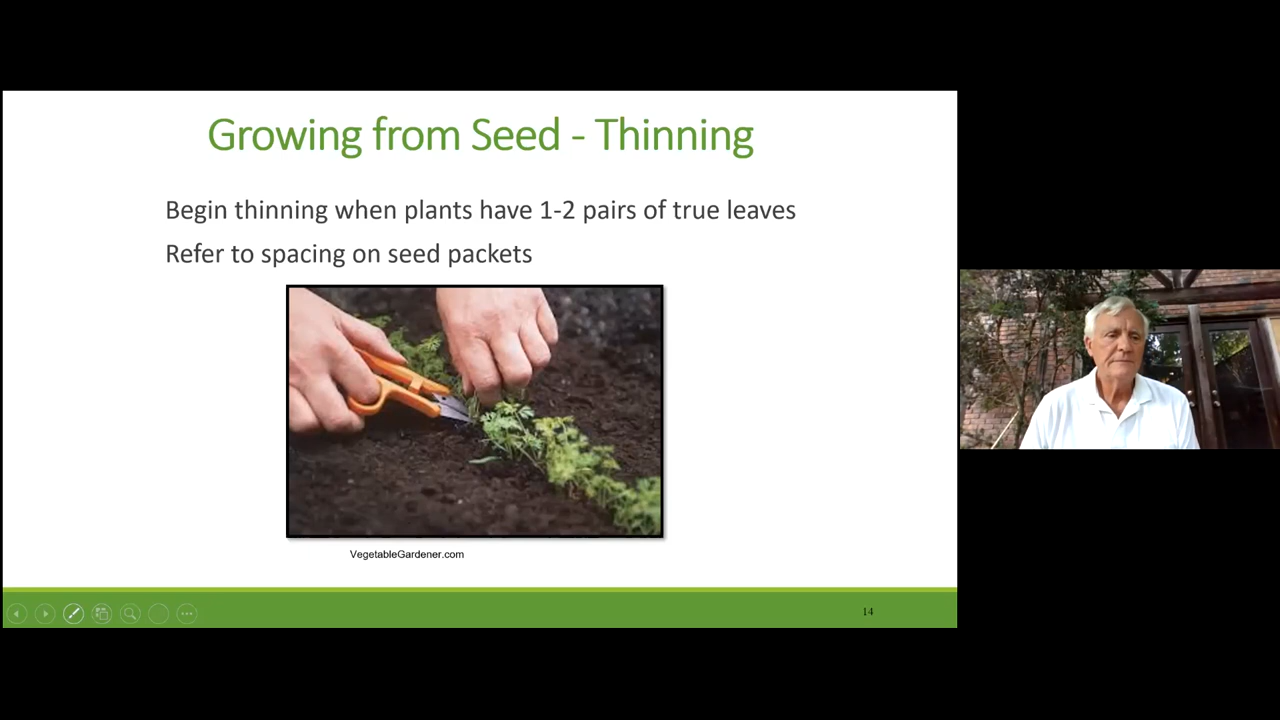 Growing from Seed - Thinning
Begin thinning when plants have 1-2 pairs of true leaves
Refer to spacing on seed packets
VegetableGardener.com
14